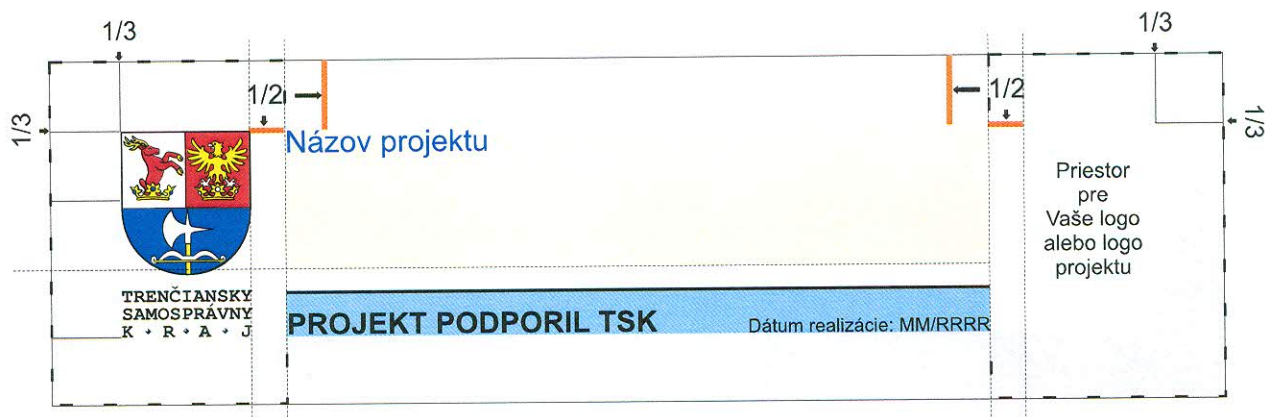 1/3
1/3
1/2
1/2
1/3
1/3
Názov projektu
Priestor
pre
Vaše logo
alebo logo
projektu
TRENČIANSKY
SAMOSPRÁVNY
K · R · A · J
PROJEKT PODPORIL TSK
Dátum realizácie: MM/RRRR